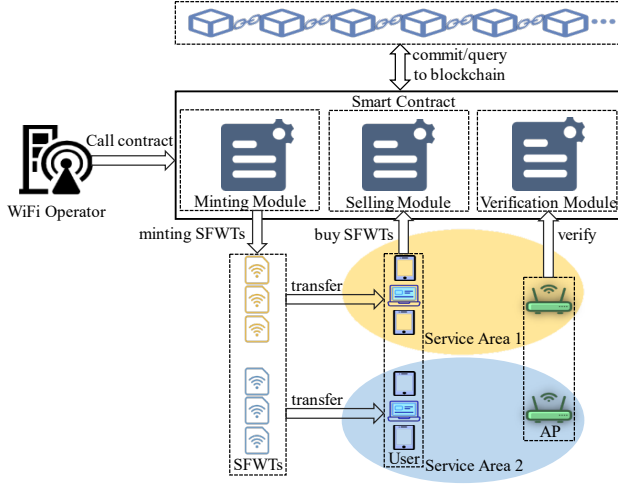 commit/query
to blockchain
Smart Contract
Call contract
WiFi Operator
Minting Module
Selling Module
Verification Module
minting SFWTs
buy SFWTs
verify
transfer
Service Area 1
transfer
AP
User
SFWTs
Service Area 2